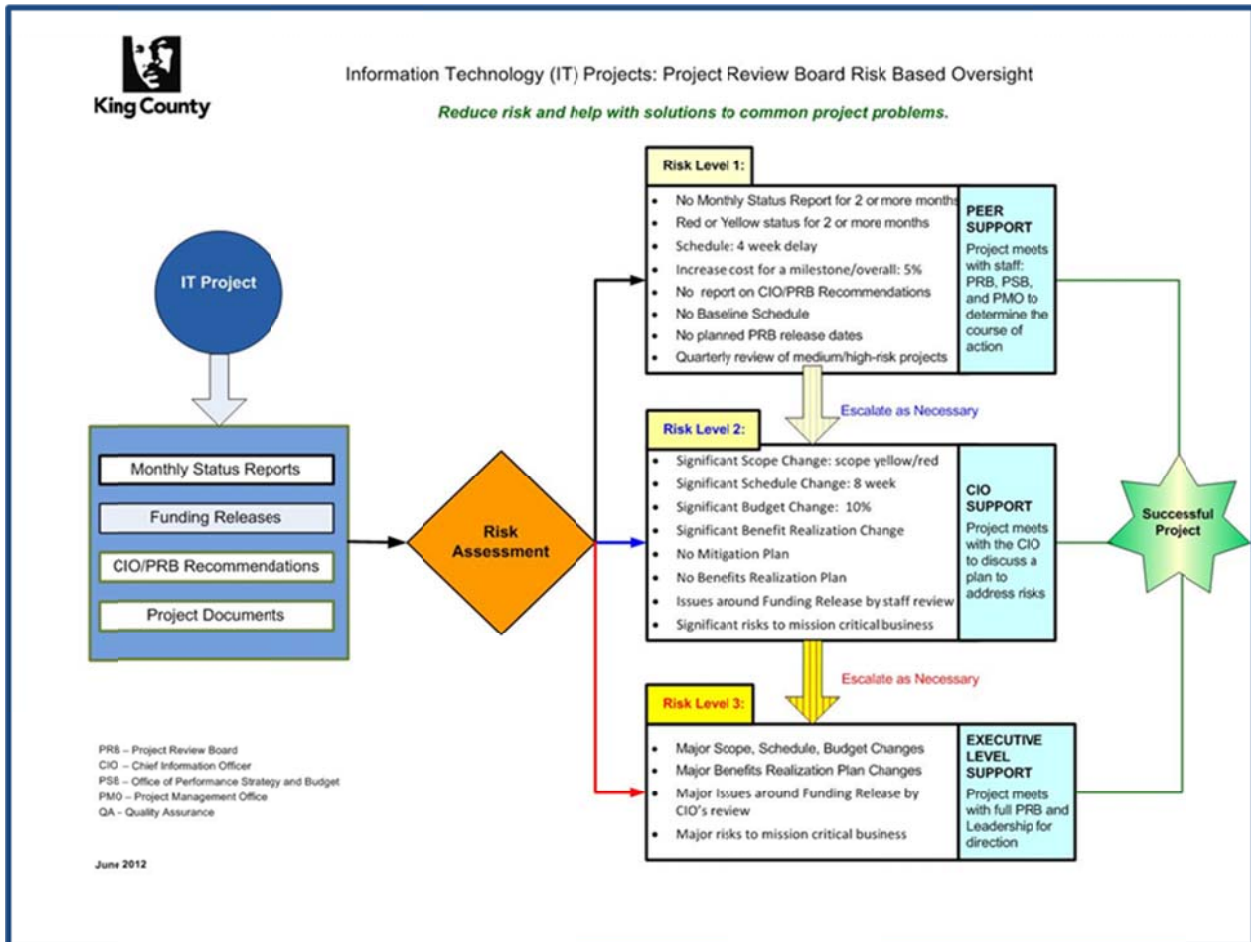 King County
Information Technology (IT) Projects: Project Review Board Risk Based Oversight
Reduce risk and help with solutions to common project problems.
IT Project
Monthly Status Reports
Funding Releases
CIO/PRB Recommendations
Project Documents
Risk
Assessment
Risk Level 1:
• No Monthly Status Report for 2 or more months
• Red or Yellow status for 2 or more months
• Schedule: 4 week delay
• Increase cost for a milestone/overall: 5%
• No report on CIO/PRB Recommendations
• No Baseline Schedule
• No planned PRB release dates
• Quarterly review of medium/high-risk projects
PEER
SUPPORT
Project meets
with staff:
PRB, PSB,
and PMO to
determine the
course of
action
Escalate as Necessary
Risk Level 2:
• Significant Scope Change: scope yellow/red
• Significant Schedule Change: 8 week
• Significant Budget Change: 10%
• Significant Benefit Realization Change
• No Mitigation Plan
• No Benefits Realization Plan
• Issues around Funding Release by staff review
• Significant risks to mission critical business
CIO
SUPPORT
Project meets
with the CIO
to discuss a
plan to
address risks
Escalate as Necessary
Risk Level 3:
• Major Scope, Schedule, Budget Changes
• Major Benefits Realization Plan Changes
• Major Issues around Funding Release by
CIO's review
• Major risks to mission critical business
EXECUTIVE
LEVEL
SUPPORT
Project meets
with full PRB and
Leadership for
direction
Successful
Project
PRB – Project Review Board
CIO – Chief Information Officer
PSB – Office of Performance Strategy and Budget
PMO – Project Management Office
QA – Quality Assurance
June 2012